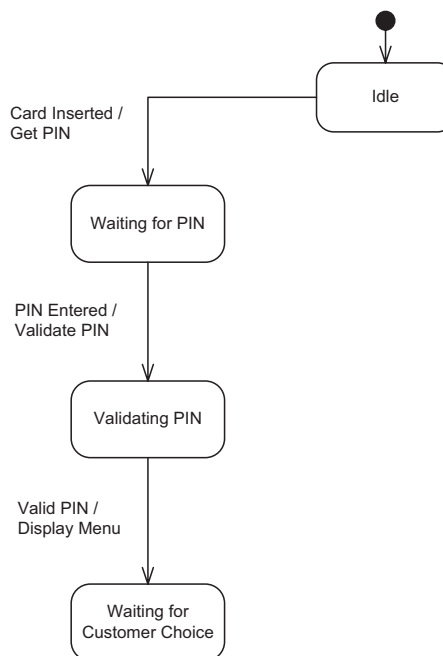 Idle
Card Inserted /
Get PIN
Waiting for PIN
PIN Entered /
Validate PIN
Validating PIN
Valid PIN /
Display Menu
Waiting for
Customer Choice